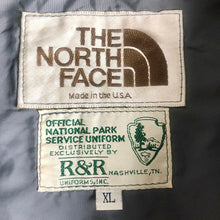 THE
NORTH
FACE
Made in the U.S.A.
OFFICIAL
NATIONAL PARK
SERVICE UNIFORM
DISTRIBUTED
EXCLUSIVELY BY
R&R
NASHVILLE, TN.
UNIFORMS, INC.
XL